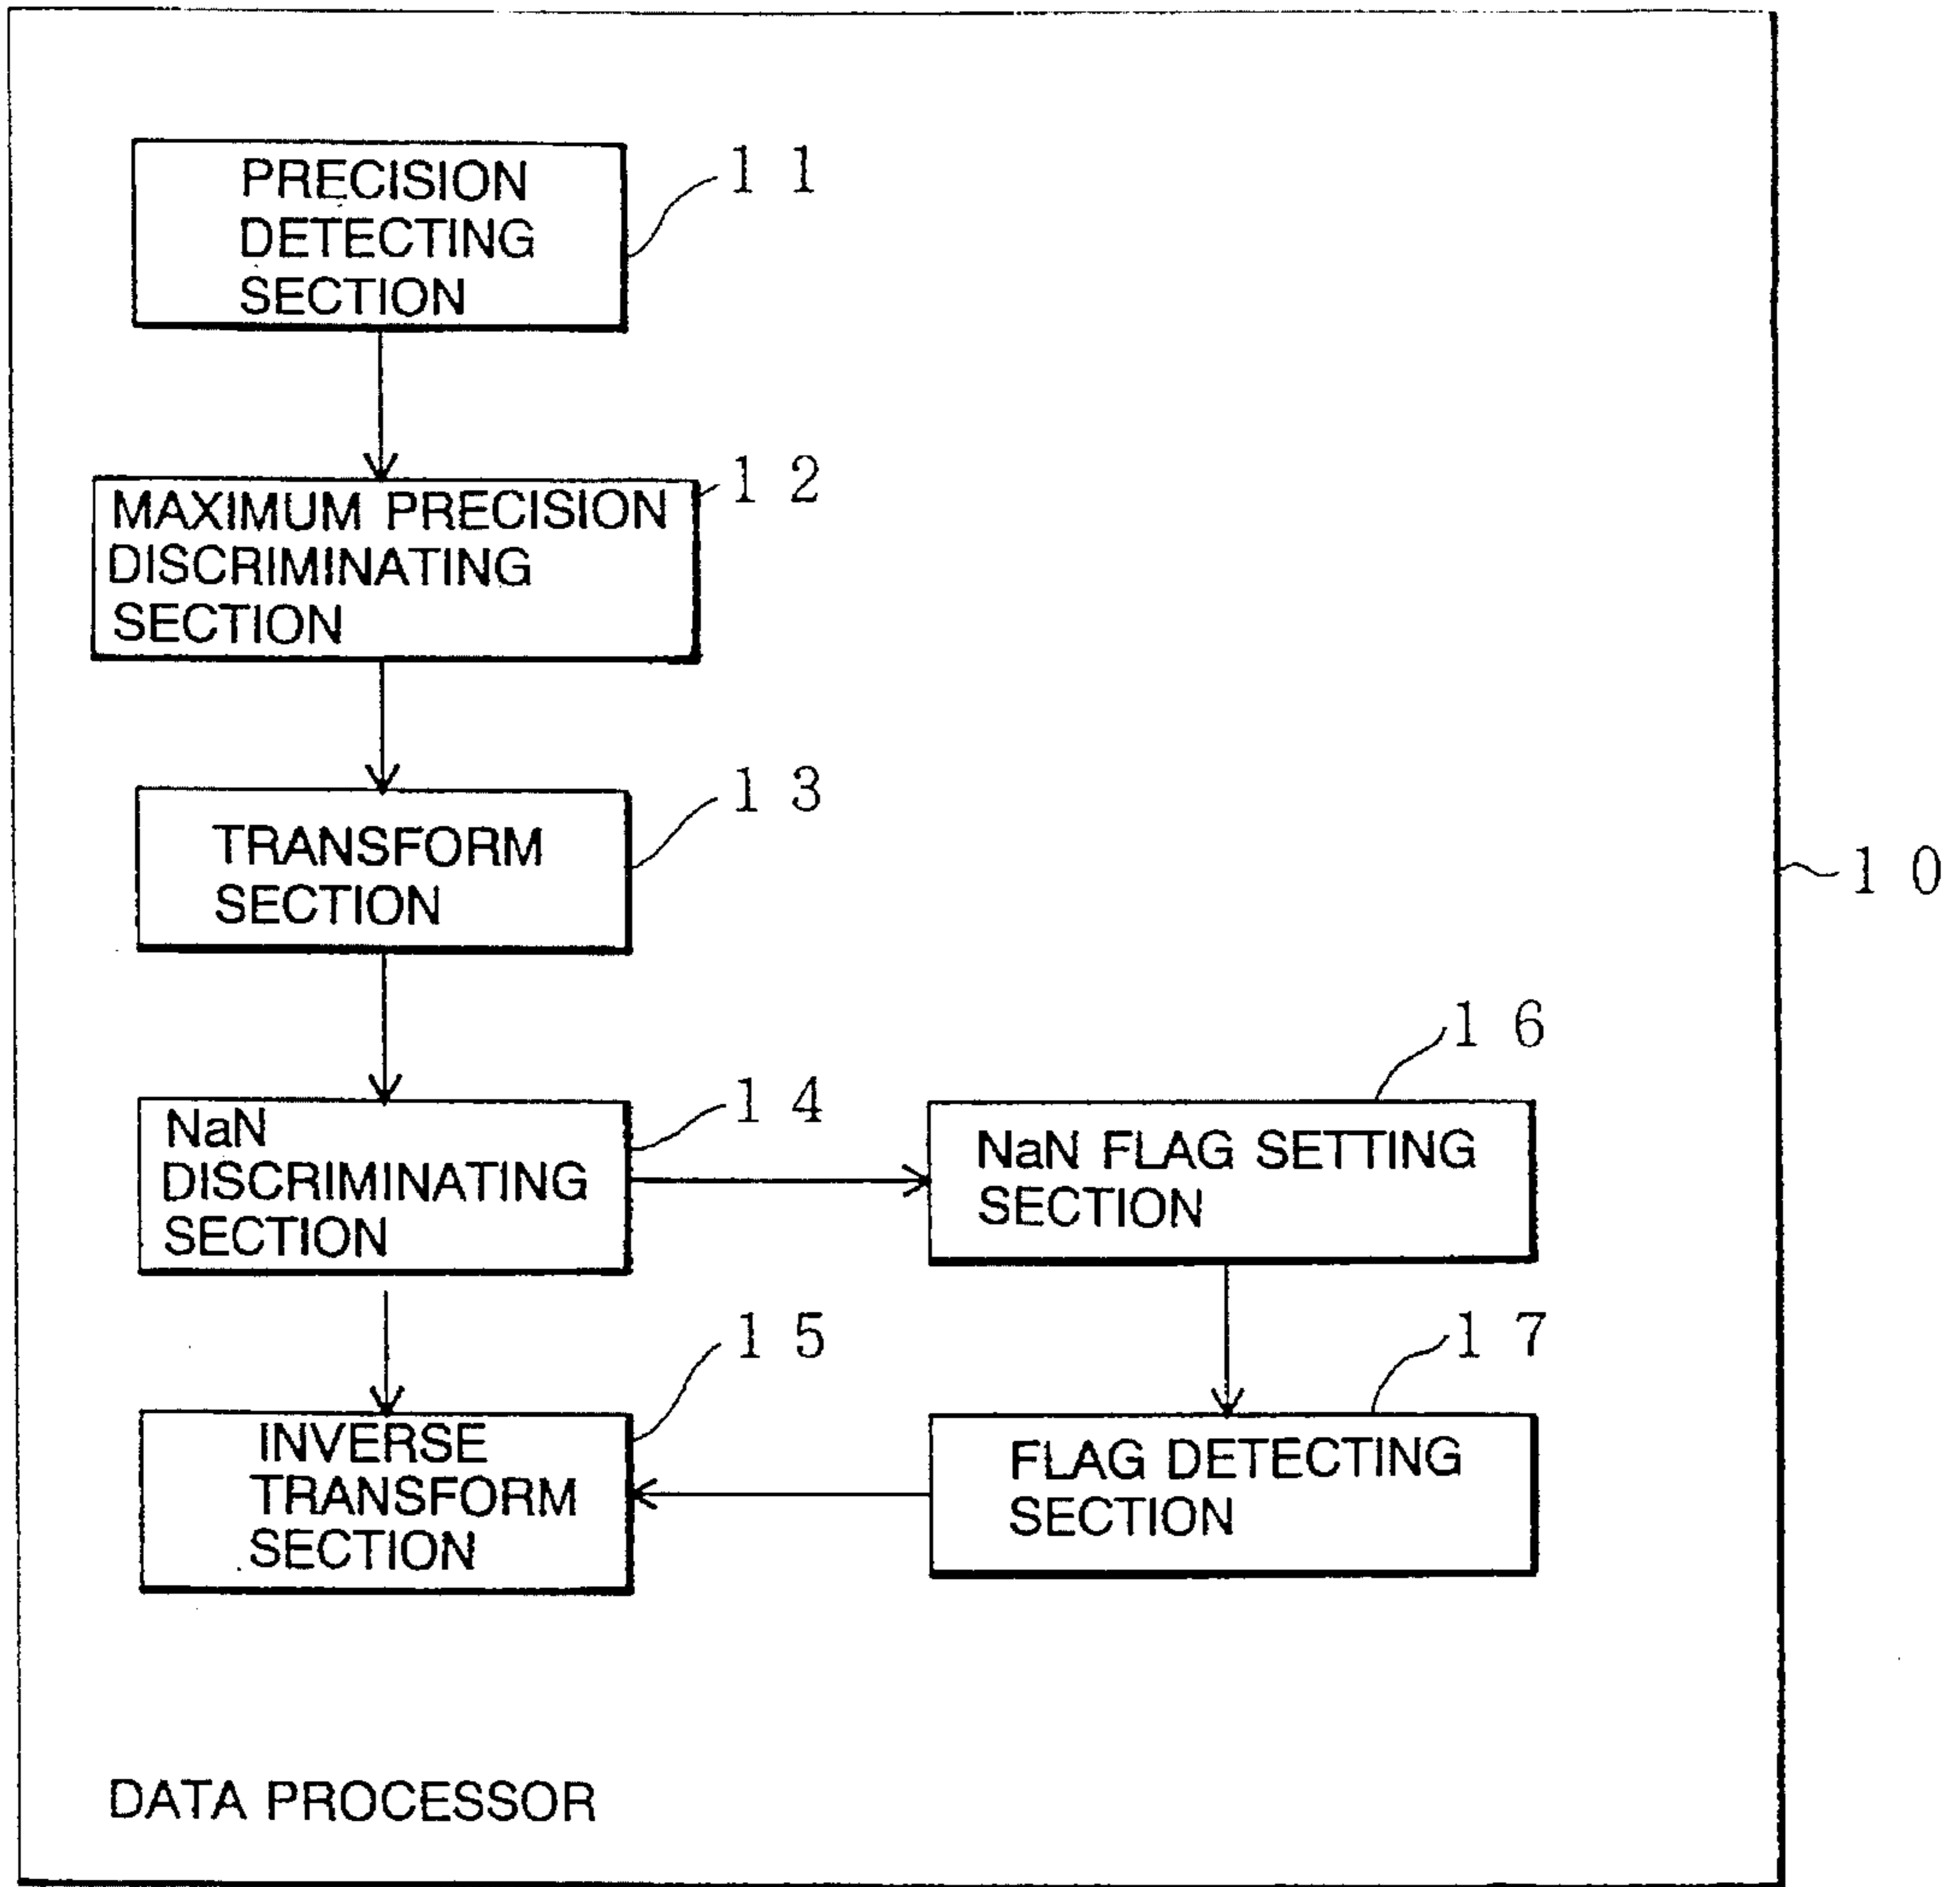 PRECISION
DETECTING
SECTION
11
MAXIMUM PRECISION
DISCRIMINATING
SECTION
12
TRANSFORM
SECTION
13
10
NaN
DISCRIMINATING
SECTION
14
NaN FLAG SETTING
SECTION
16
INVERSE
TRANSFORM
SECTION
15
FLAG DETECTING
SECTION
17
DATA PROCESSOR